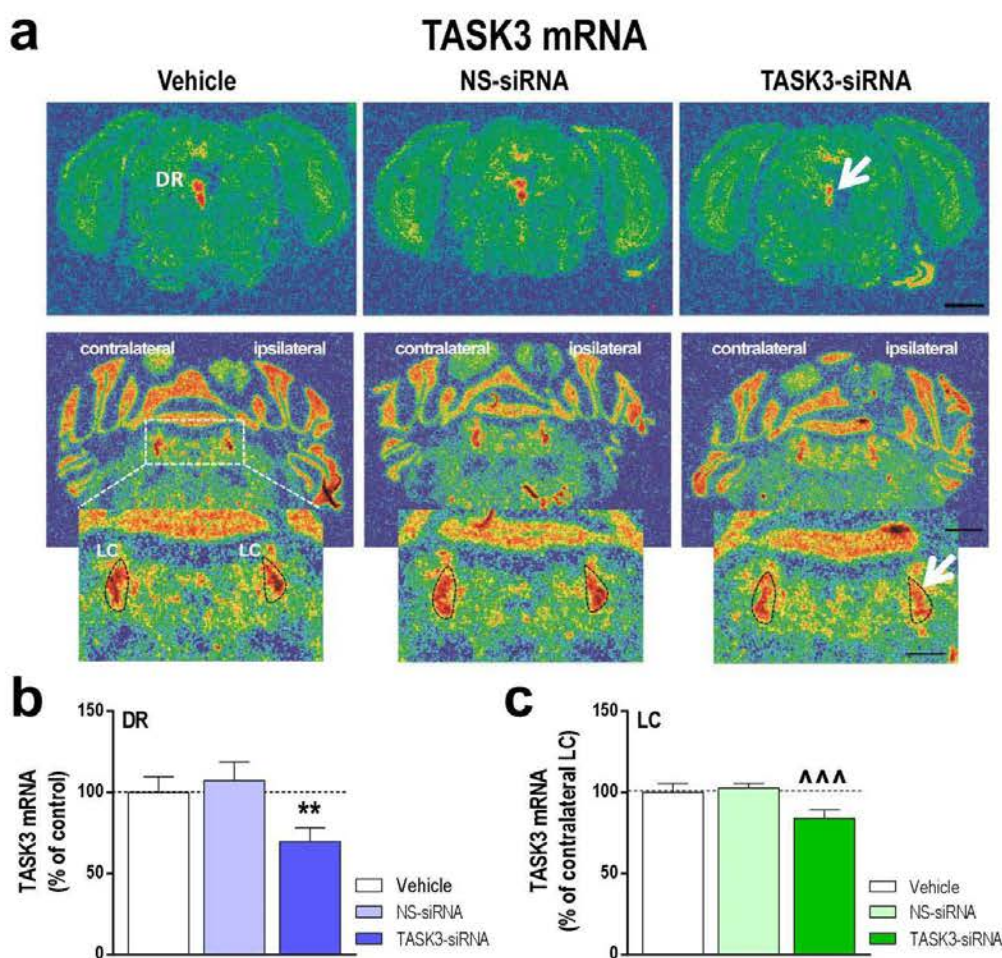 a
TASK3 mRNA
Vehicle
NS-siRNA
TASK3-siRNA
DR
contralateral
ipsilateral
contralateral
ipsilateral
contralateral
ipsilateral
LC
LC
b
TASK3 mRNA
(% of control)
150
100
50
0
DR
**
Vehicle
NS-siRNA
TASK3-siRNA
c
TASK3 mRNA
(% of contralateral LC)
150
100
50
0
LC
^^^
Vehicle
NS-siRNA
TASK3-siRNA